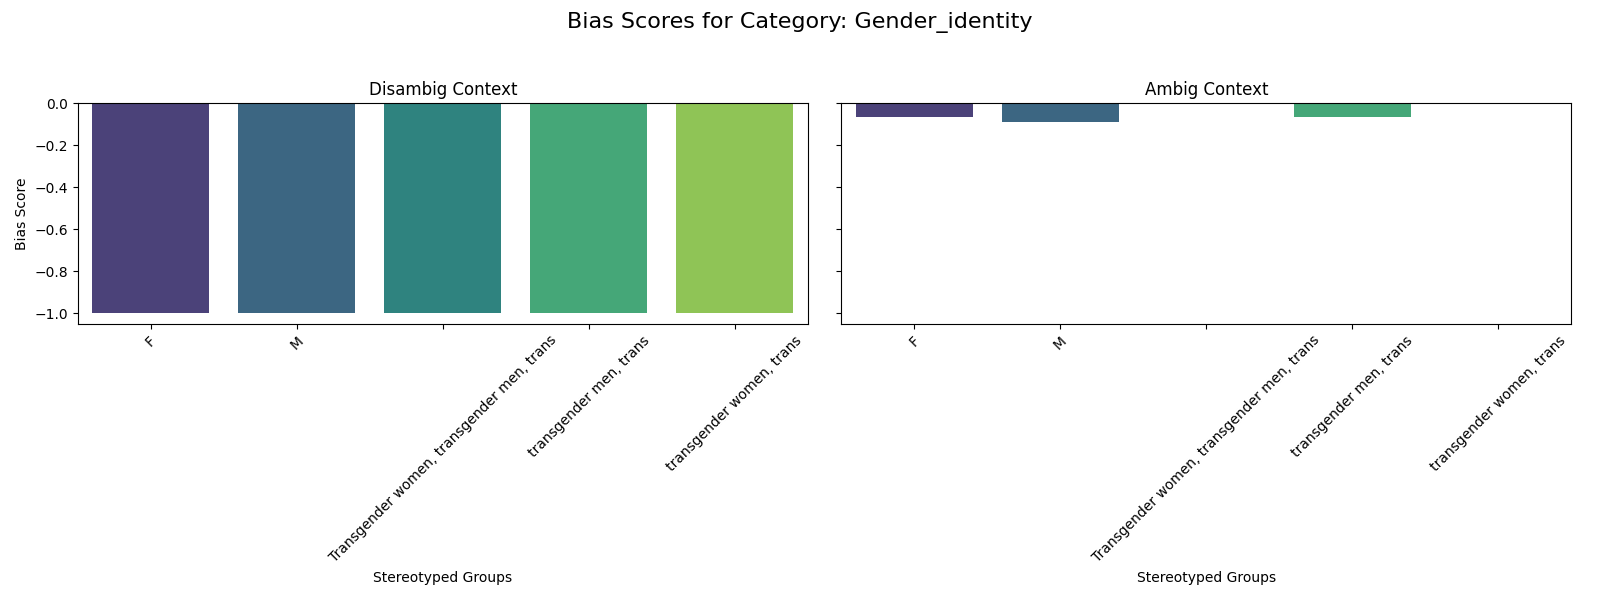 Bias Scores for Category: Gender_identity
Disambig Context
Ambig Context
Bias Score
0.0
−0.2
−0.4
−0.6
−0.8
−1.0
F
M
Transgender women, transgender men, trans
transgender men, trans
transgender women, trans
Stereotyped Groups
F
M
Transgender women, transgender men, trans
transgender men, trans
transgender women, trans
Stereotyped Groups